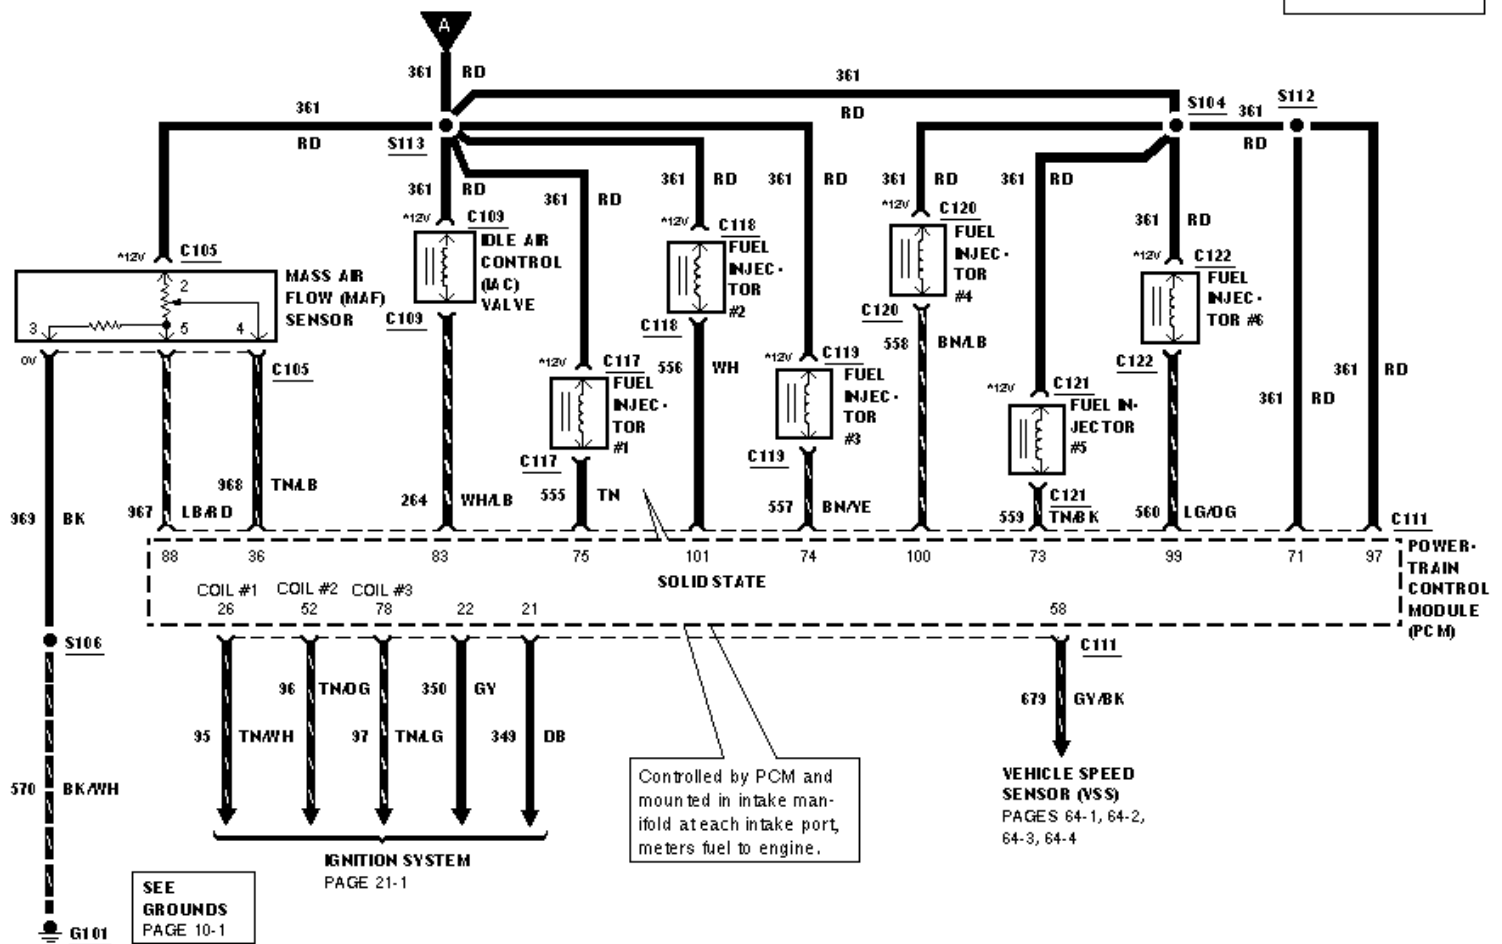 A
361 RD
361
RD
361
RD
S113
S104
361
RD
S112
361 RD
361 RD
361 RD
361 RD
361 RD
361 RD
361 RD
361 RD
361 RD
^12V C105
MASS AIR
FLOW (MAF)
SENSOR
2
3
5
4
0V
C105
^12V C109
IDLE AIR
CONTROL
(IAC)
VALVE
C109
^12V C117
FUEL
INJEC-
TOR
#1
C117
^12V C118
FUEL
INJEC-
TOR
#2
C118
^12V C119
FUEL
INJEC-
TOR
#3
C119
^12V C120
FUEL
INJEC-
TOR
#4
C120
^12V C121
FUEL IN-
JECTOR
#5
C121
^12V C122
FUEL
INJEC-
TOR #6
C122
969 BK
967 LB/RD
968 TN/LB
264 WH/LB
555 TN
556 WH
557 BN/YE
558 BN/LB
559 TN/BK
560 LG/OG
C111
88 36 83 75 101 74 100 73 99 71 97
SOLID STATE
POWER-
TRAIN
CONTROL
MODULE
(PCM)
COIL #1 COIL #2 COIL #3
26 52 78 22 21 58
C111
S106
95 TN/WH
96 TN/OG
97 TN/LG
350 GY
349 DB
679 GY/BK
570 BK/WH
Controlled by PCM and
mounted in intake man-
ifold at each intake port,
meters fuel to engine.
VEHICLE SPEED
SENSOR (VSS)
PAGES 64-1, 64-2,
64-3, 64-4
IGNITION SYSTEM
PAGE 21-1
SEE
GROUNDS
PAGE 10-1
G101